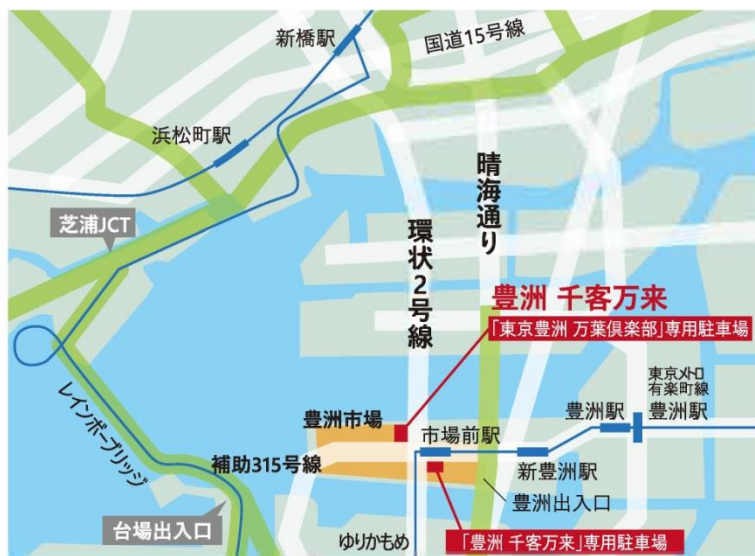 新橋駅
国道15号線
浜松町駅
晴海通り
芝浦JCT
環状2号線
豊洲 千客万来
「東京豊洲 万葉倶楽部」専用駐車場
東京メトロ
有楽町線
豊洲駅
豊洲駅
レインボーブリッジ
豊洲市場
市場前駅
補助315号線
新豊洲駅
豊洲出入口
台場出入口
ゆりかもめ
「豊洲 千客万来」専用駐車場